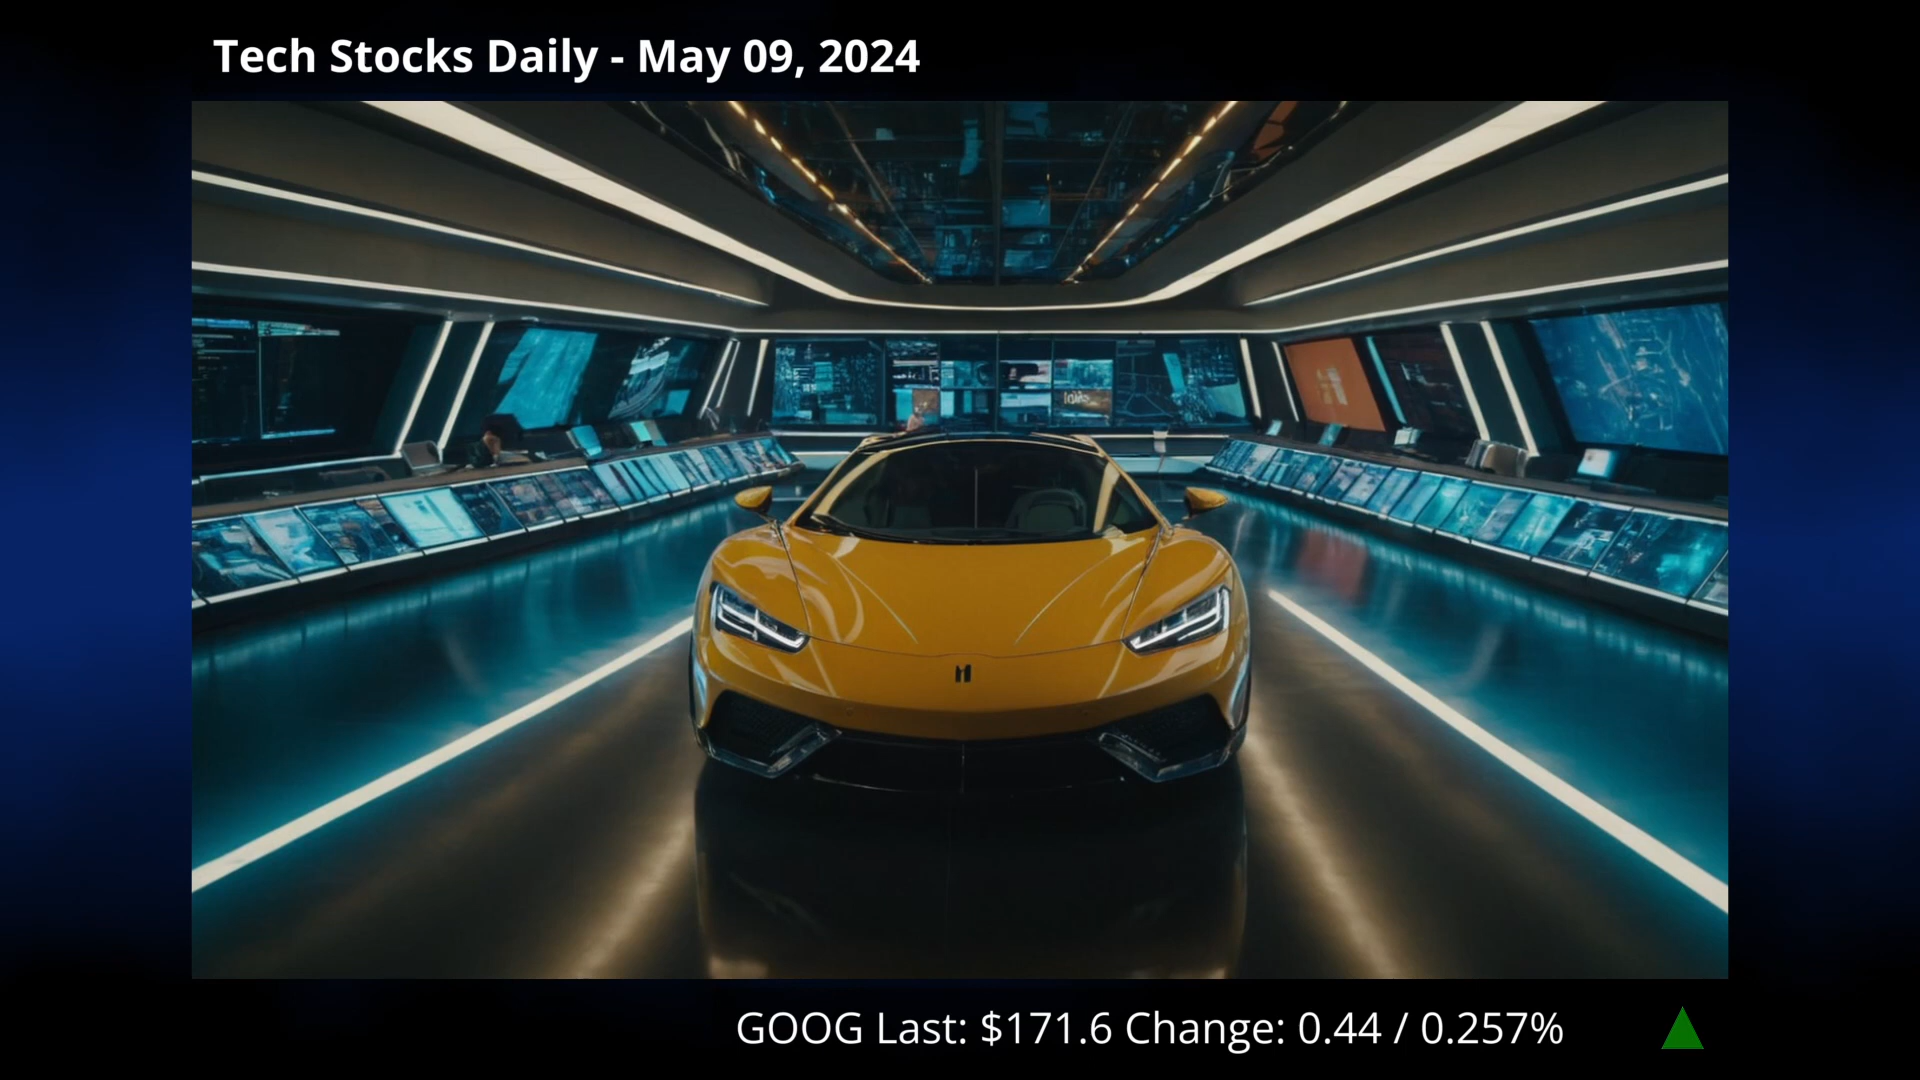 Tech Stocks Daily - May 09, 2024
GOOG Last: $171.6 Change: 0.44 / 0.257%